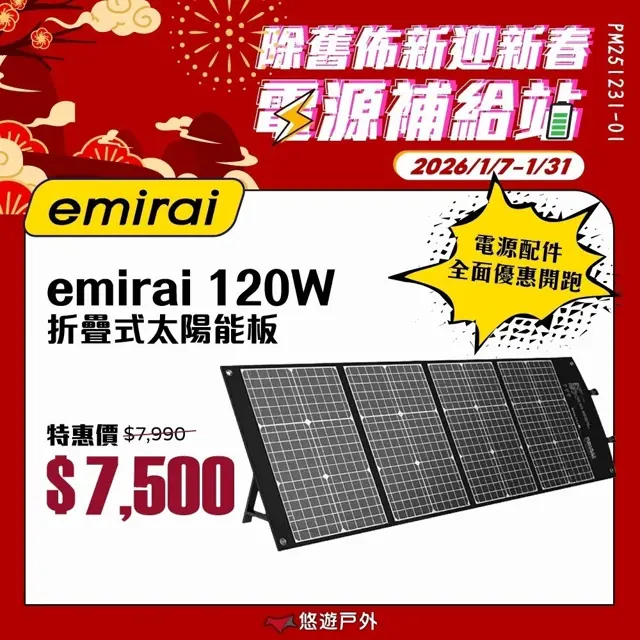 除舊佈新迎新春
電源補給站
PM251231-01
2026/1/7-1/31
emirai
電源配件
全面優惠開跑
emirai 120W
折疊式太陽能板
特惠價 $7,990
$7,500
悠遊戶外